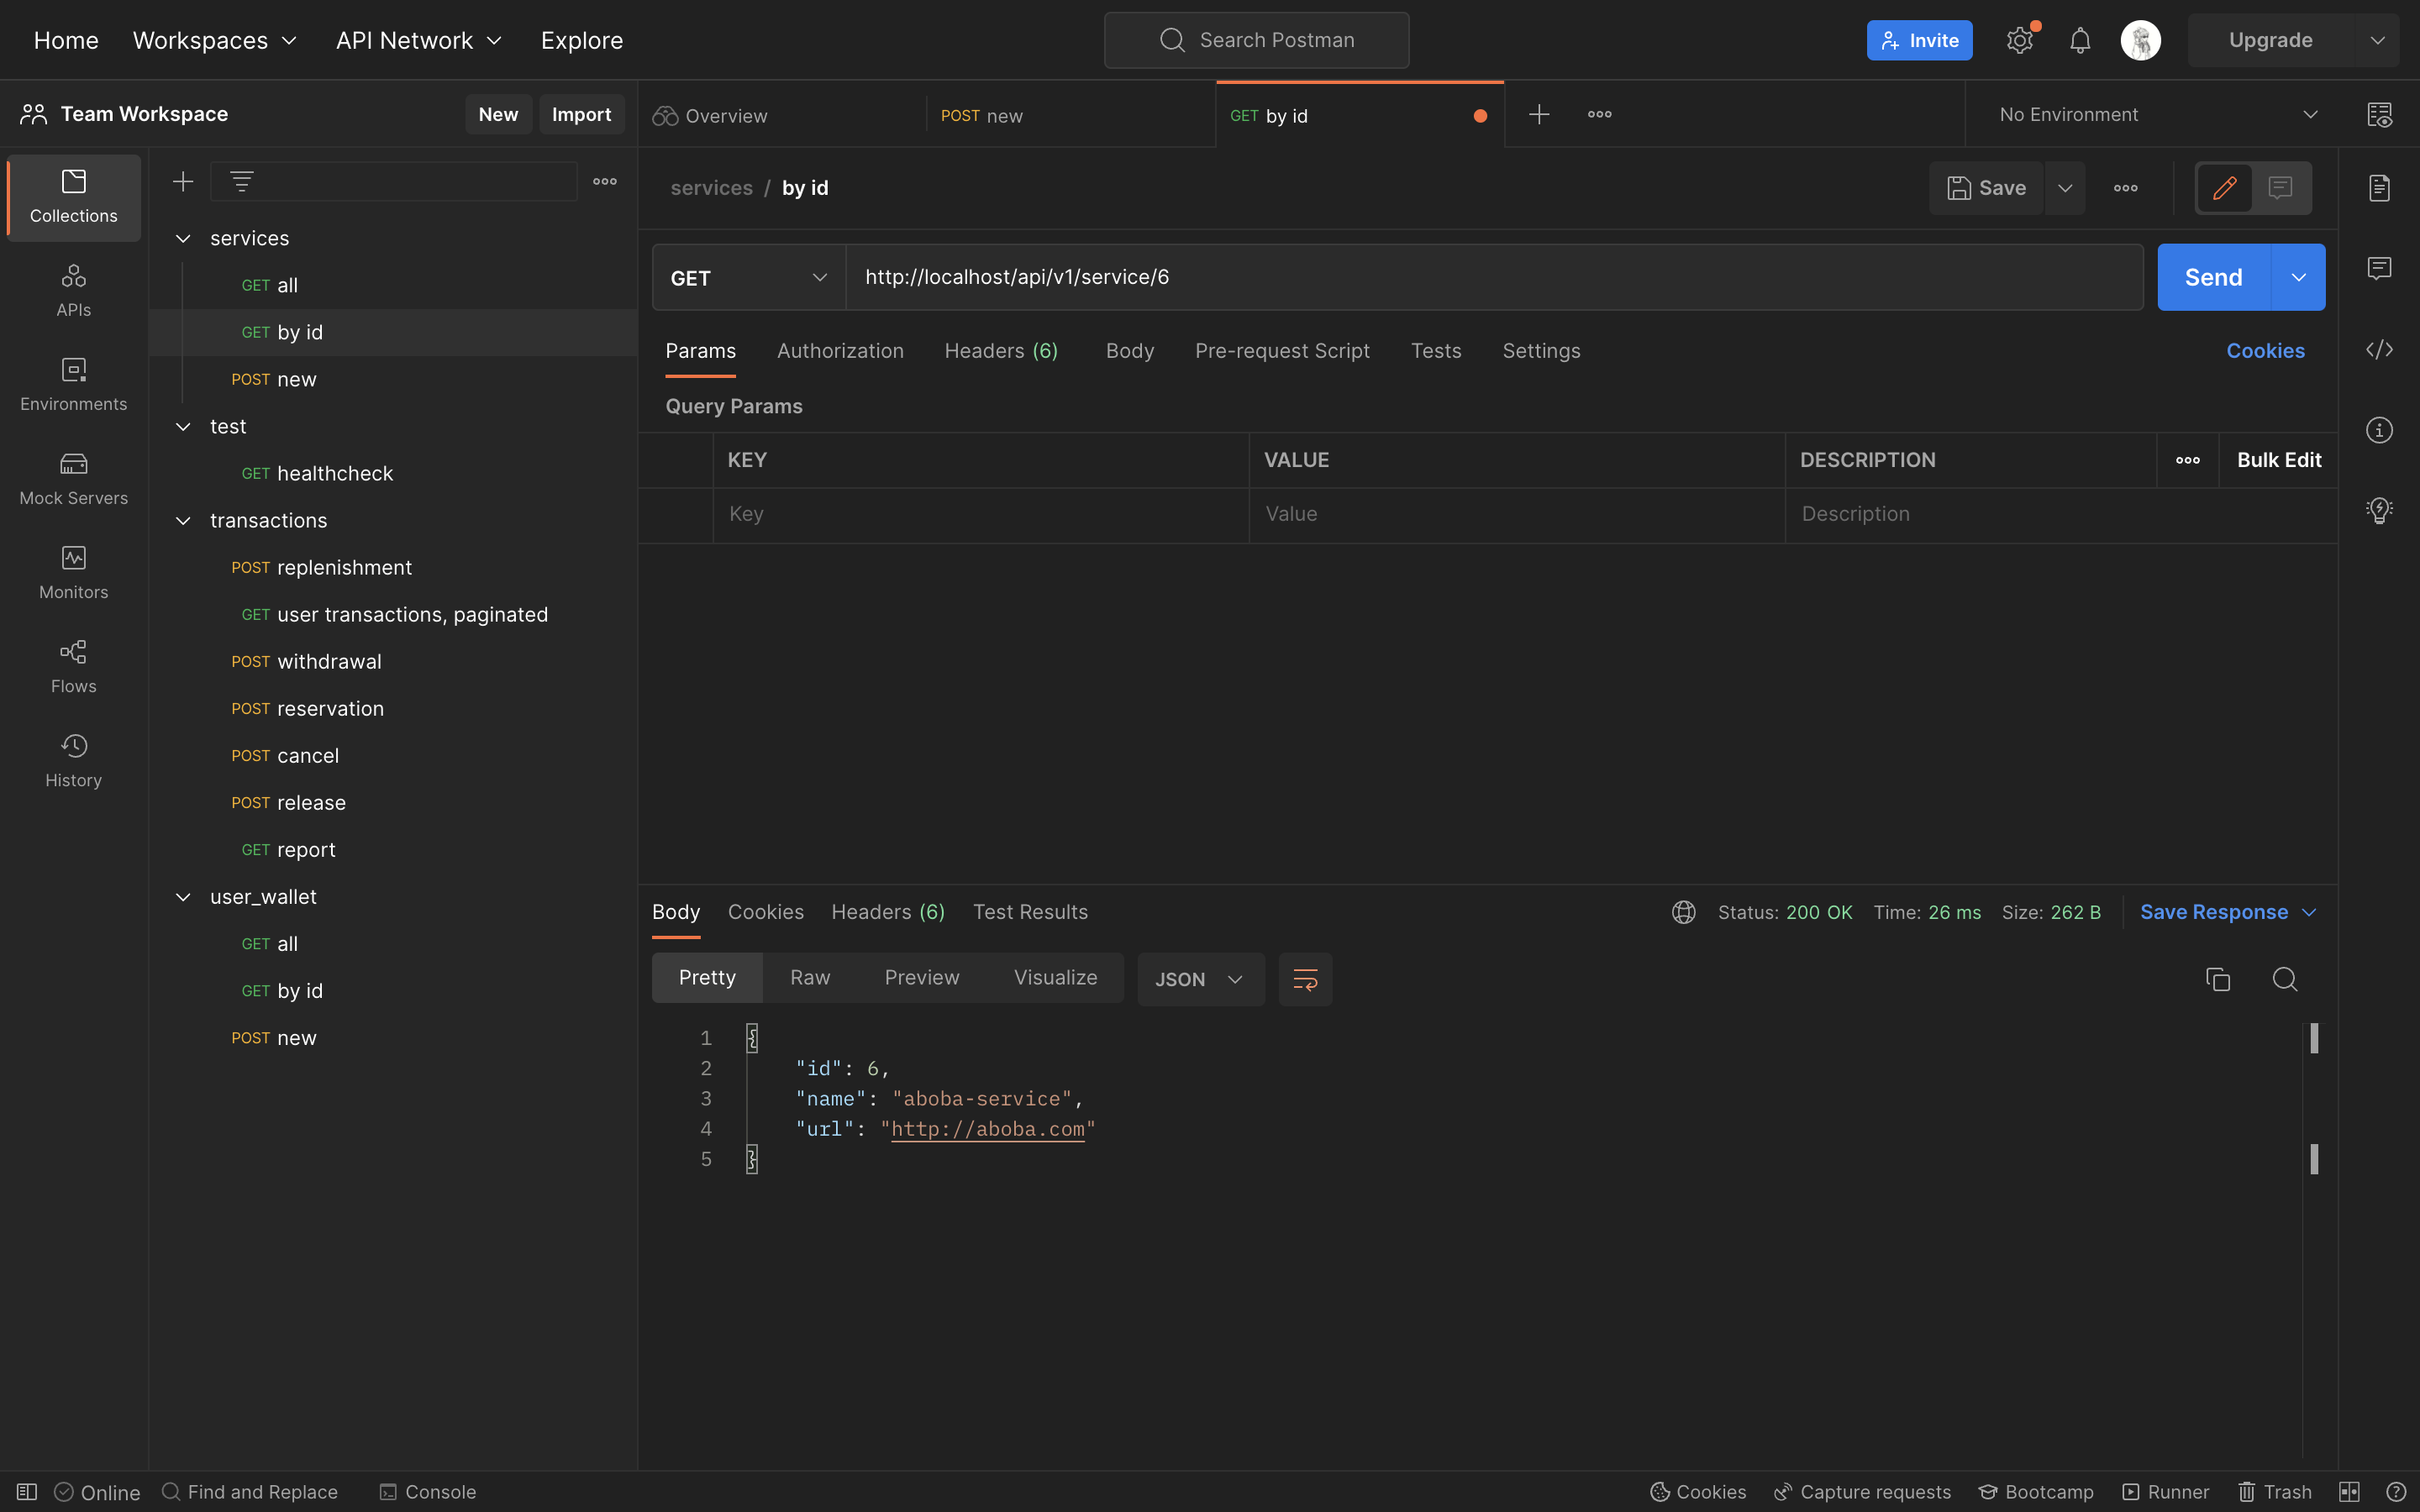 Home Workspaces API Network Explore Search Postman Invite Upgrade
Team Workspace New Import
Overview POST new GET by id No Environment
Collections
APIs
Environments
Mock Servers
Monitors
Flows
History
services
GET all
GET by id
POST new
test
GET healthcheck
transactions
POST replenishment
GET user transactions, paginated
POST withdrawal
POST reservation
POST cancel
POST release
GET report
user_wallet
GET all
GET by id
POST new
services / by id Save
GET http://localhost/api/v1/service/6 Send
Params Authorization Headers (6) Body Pre-request Script Tests Settings Cookies
Query Params
KEY VALUE DESCRIPTION Bulk Edit
Key Value Description
Body Cookies Headers (6) Test Results Status: 200 OK Time: 26 ms Size: 262 B Save Response
Pretty Raw Preview Visualize JSON
1 {
2 "id": 6,
3 "name": "aboba-service",
4 "url": "http://aboba.com"
5 }
Online Find and Replace Console Cookies Capture requests Bootcamp Runner Trash